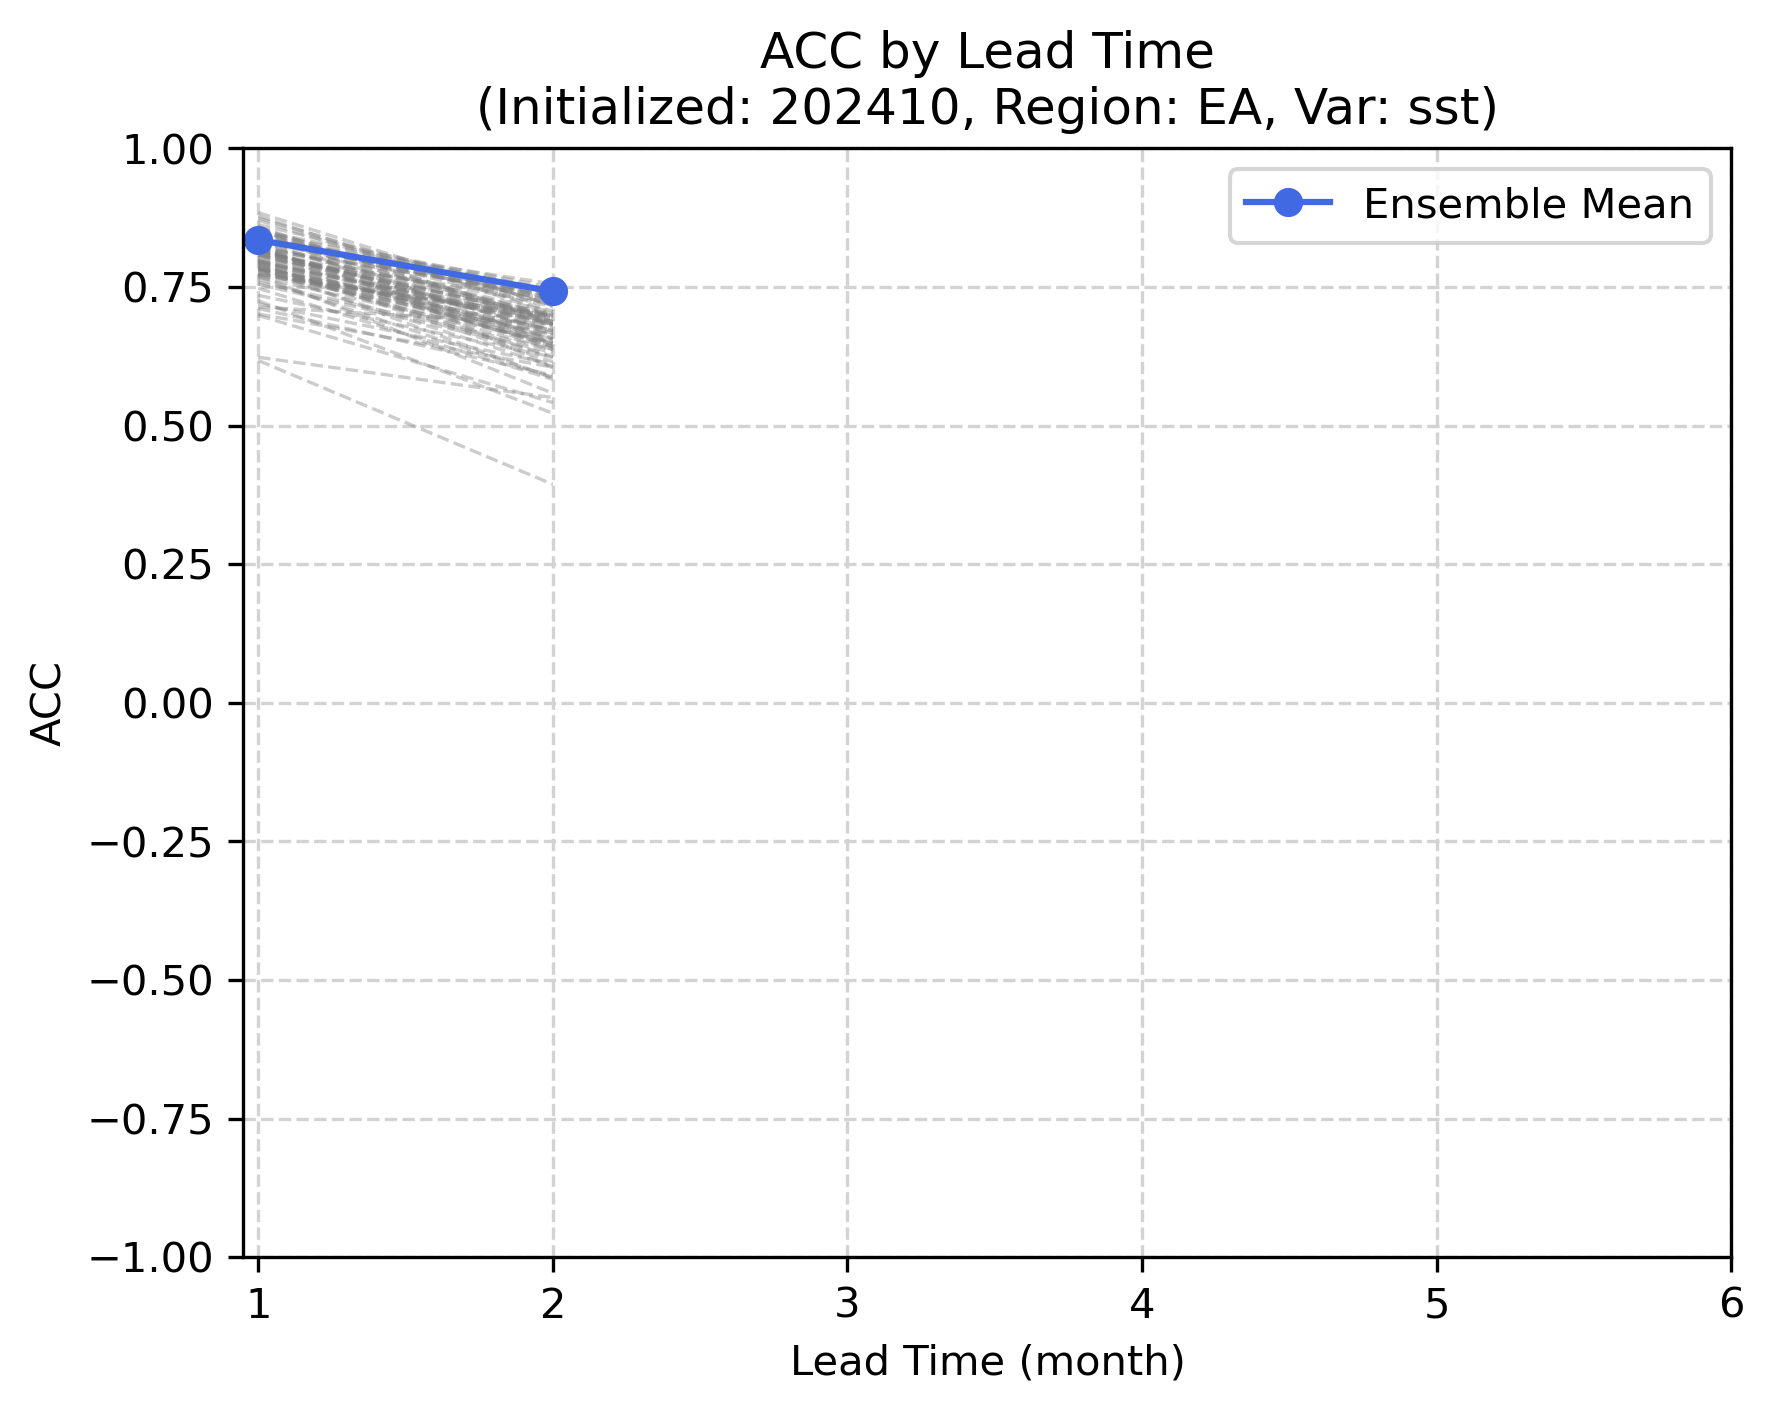 ACC by Lead Time
(Initialized: 202410, Region: EA, Var: sst)
Ensemble Mean
1.00
0.75
0.50
0.25
0.00
−0.25
−0.50
−0.75
−1.00
ACC
1 2 3 4 5 6
Lead Time (month)